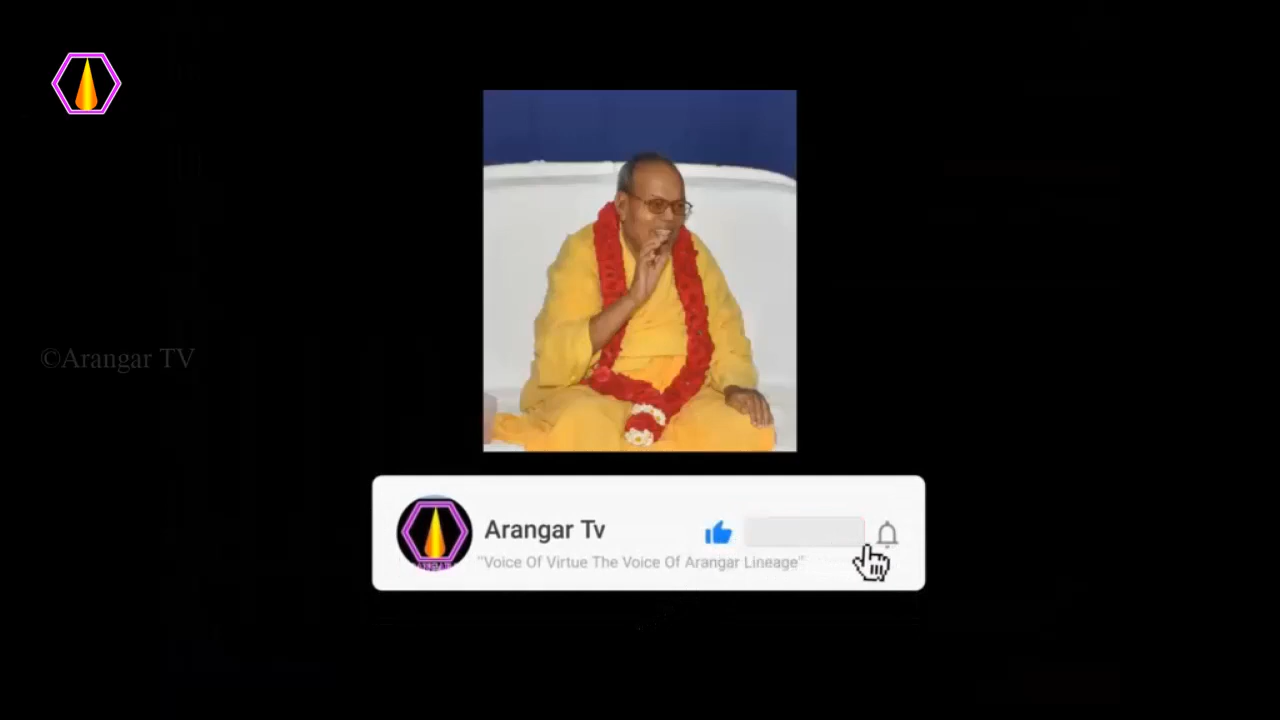 ©Arangar TV
Arangar Tv
"Voice Of Virtue The Voice Of Arangar Lineage"